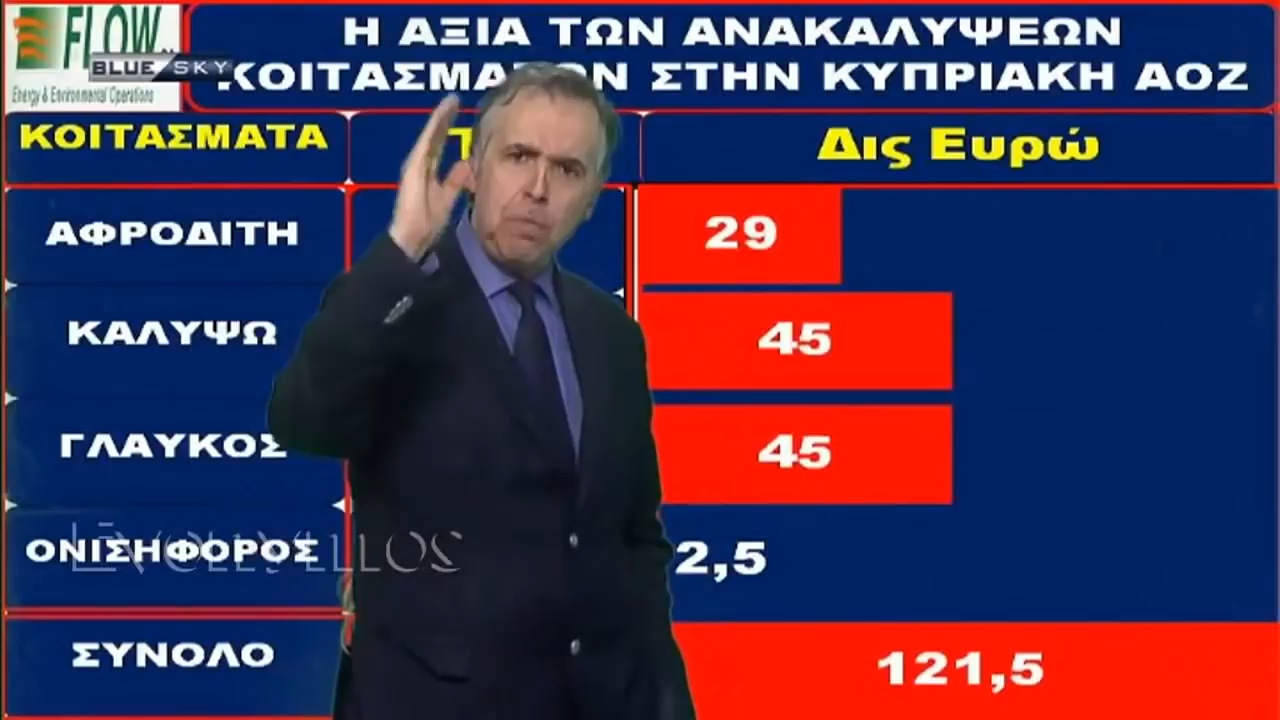 FLOW
BLUE SKY
Energy & Environmental Operations
Η ΑΞΙΑ ΤΩΝ ΑΝΑΚΑΛΥΨΕΩΝ
ΣΤΗΝ ΚΥΠΡΙΑΚΗ ΑΟΖ
ΚΟΙΤΑΣΜΑΤΑ
Δις Ευρώ
ΑΦΡΟΔΙΤΗ
29
ΚΑΛΥΨΩ
45
ΓΛΑΥΚΟΣ
45
ΟΝΙΣΗΦΟΡΟΣ
2,5
ΣΥΝΟΛΟ
121,5